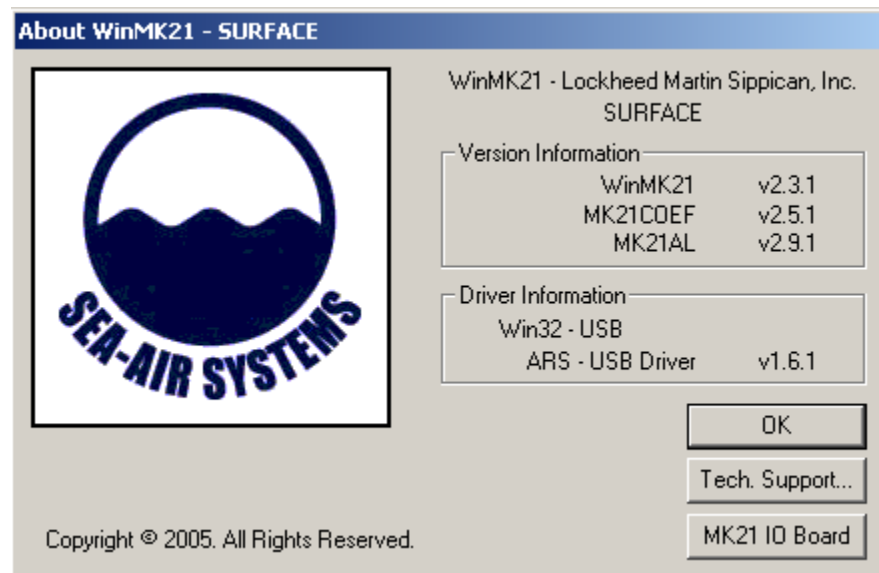 About WinMK21 - SURFACE
WinMK21 - Lockheed Martin Sippican, Inc.
SURFACE
Version Information
WinMK21 v2.3.1
MK21COEF v2.5.1
MK21AL v2.9.1
SEA-AIR SYSTEMS
Driver Information
Win32 - USB
ARS - USB Driver v1.6.1
OK
Tech. Support...
MK21 IO Board
Copyright © 2005. All Rights Reserved.